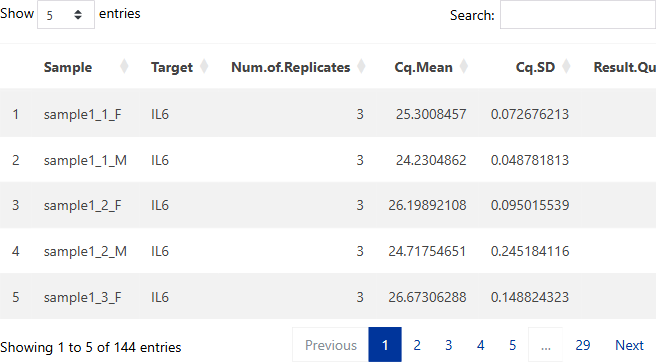 Show 5 entries Search:
Sample Target Num.of.Replicates Cq.Mean Cq.SD Result.Qu
1 sample1_1_F IL6 3 25.3008457 0.072676213
2 sample1_1_M IL6 3 24.2304862 0.048781813
3 sample1_2_F IL6 3 26.19892108 0.095015539
4 sample1_2_M IL6 3 24.71754651 0.245184116
5 sample1_3_F IL6 3 26.67306288 0.148824323
Showing 1 to 5 of 144 entries Previous 1 2 3 4 5 ... 29 Next